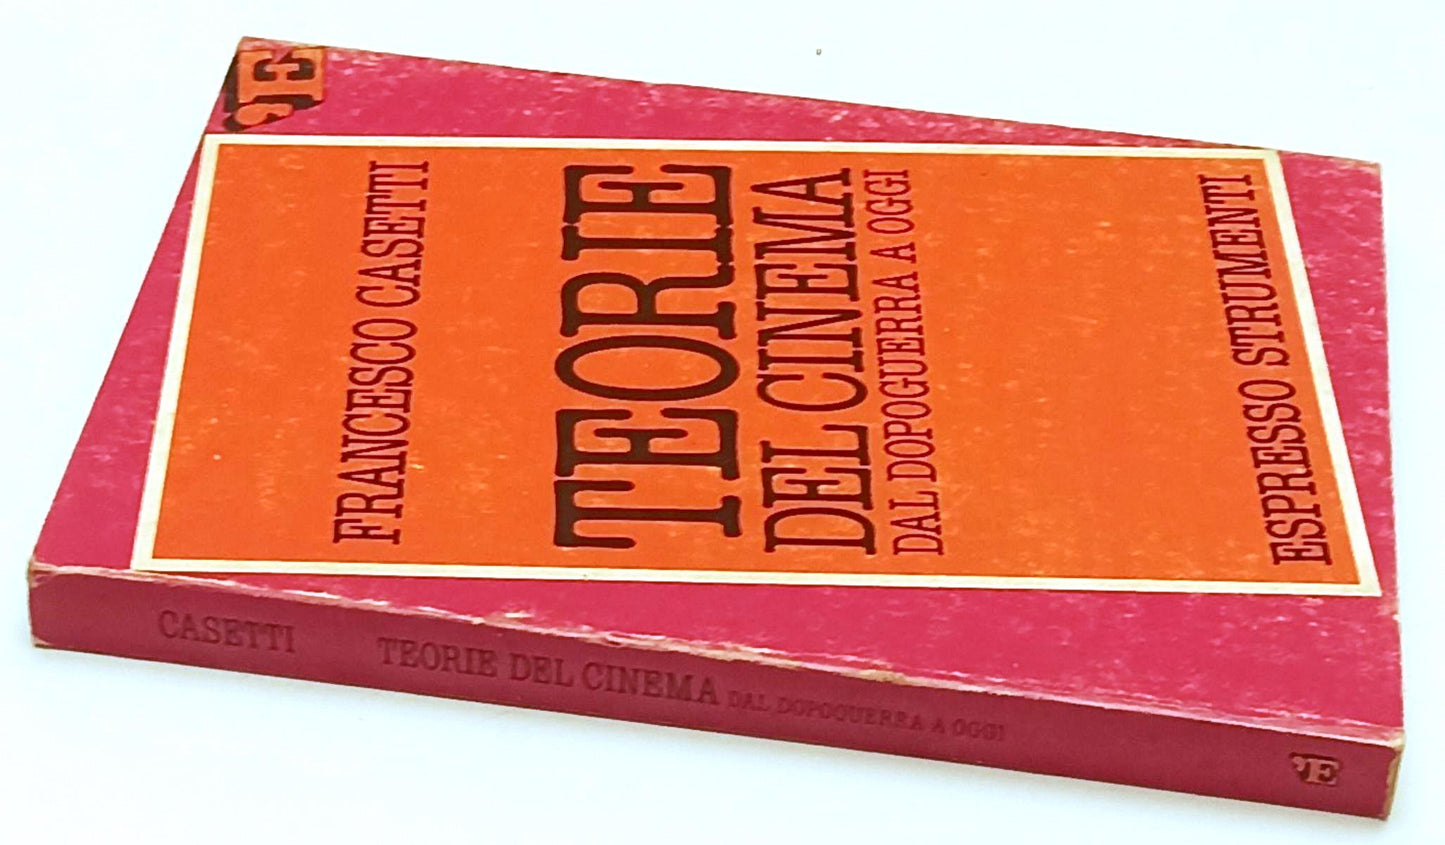 'E
FRANCESCO CASETTI
TEORIE
DEL CINEMA
DAL DOPOGUERRA A OGGI
ESPRESSO STRUMENTI
CASETTI TEORIE DEL CINEMA DAL DOPOGUERRA A OGGI
'E